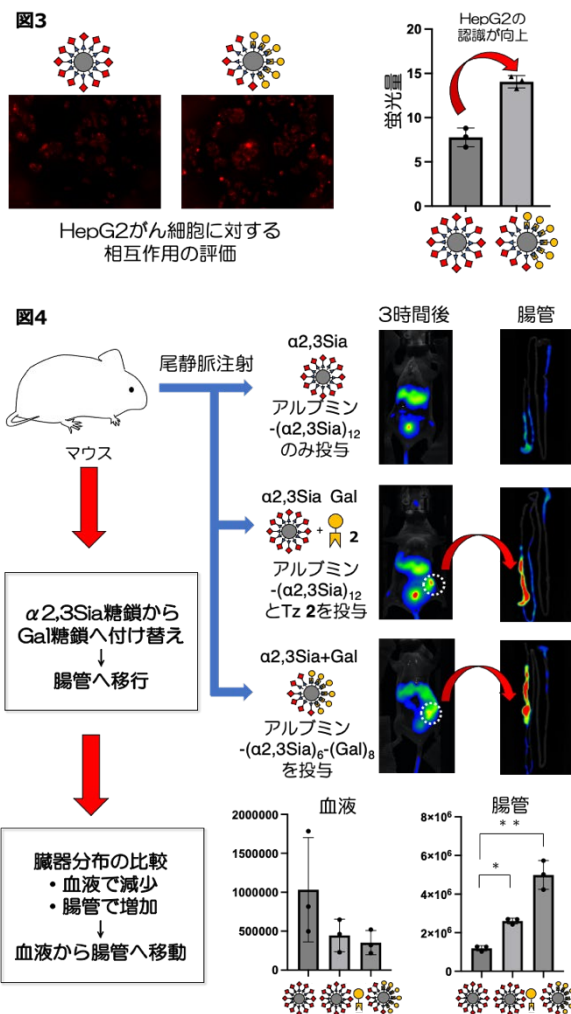 図3
HepG2の
認識が向上
蛍光量
20
15
10
5
0
HepG2がん細胞に対する
相互作用の評価
図4
3時間後
腸管
尾静脈注射
マウス
α2,3Sia
アルブミン
-(α2,3Sia)12
のみ投与
α2,3Sia Gal
+
2
アルブミン
-(α2,3Sia)12
とTz 2を投与
α2,3Sia糖鎖から
Gal糖鎖へ付け替え
↓
腸管へ移行
α2,3Sia+Gal
アルブミン
-(α2,3Sia)6-(Gal)8
を投与
臓器分布の比較
・血液で減少
・腸管で増加
↓
血液から腸管へ移動
血液
2000000
1500000
1000000
500000
0
腸管
8×10^6
6×10^6
4×10^6
2×10^6
0
* *
*